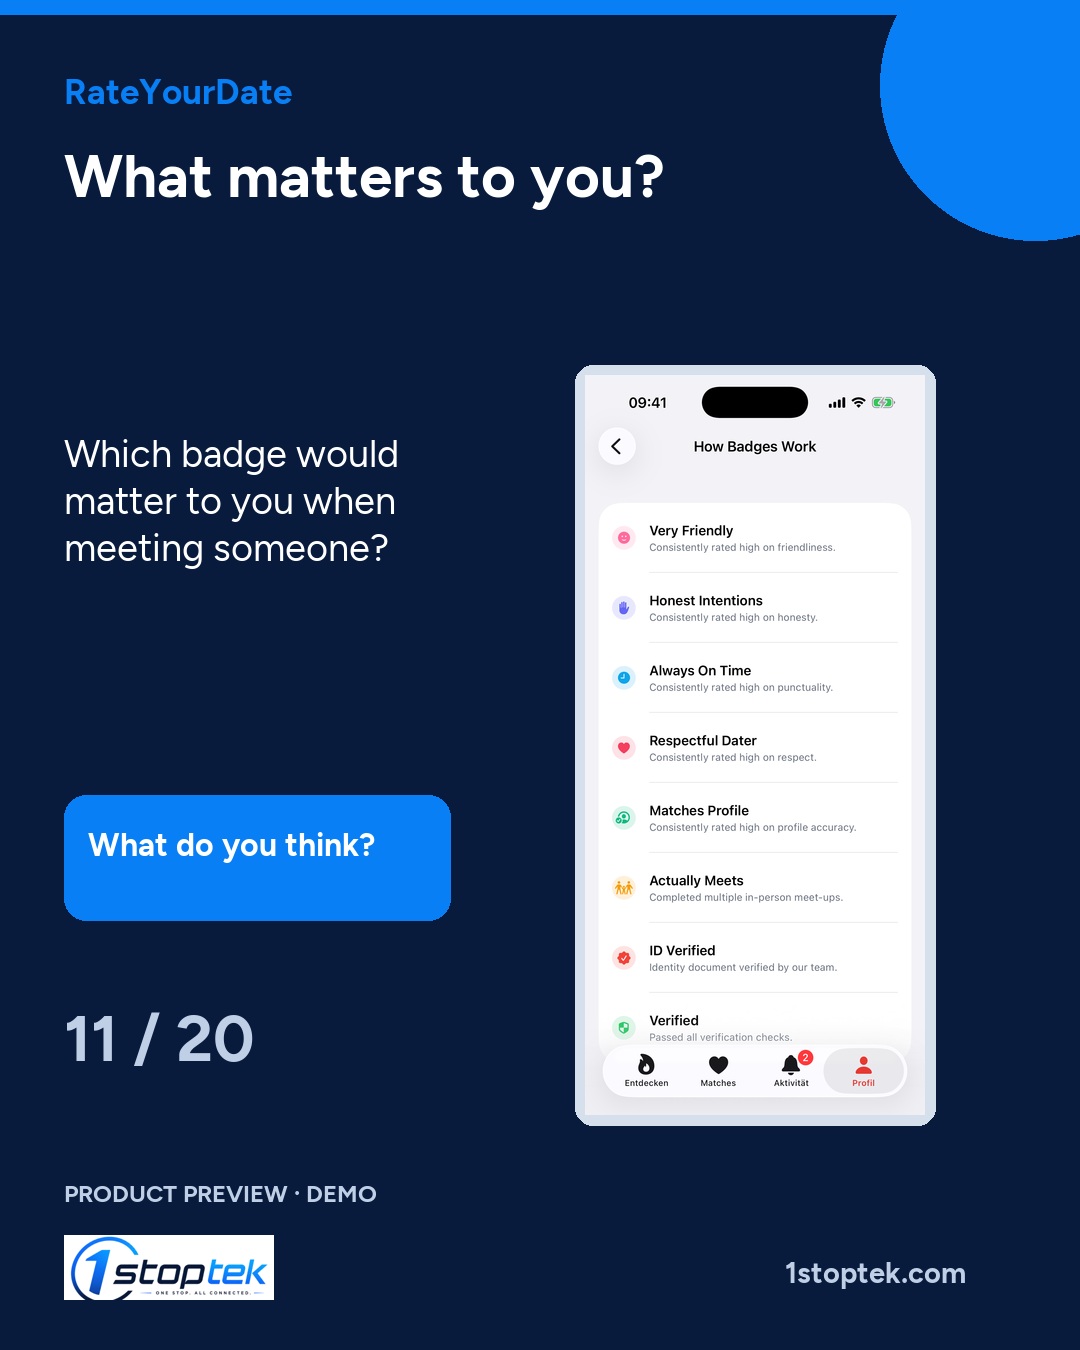 RateYourDate
What matters to you?
Which badge would
matter to you when
meeting someone?
What do you think?
11 / 20
PRODUCT PREVIEW · DEMO
1stoptek
ONE STOP. ALL CONNECTED.
1stoptek.com
09:41
How Badges Work
Very Friendly
Consistently rated high on friendliness.
Honest Intentions
Consistently rated high on honesty.
Always On Time
Consistently rated high on punctuality.
Respectful Dater
Consistently rated high on respect.
Matches Profile
Consistently rated high on profile accuracy.
Actually Meets
Completed multiple in-person meet-ups.
ID Verified
Identity document verified by our team.
Verified
Passed all verification checks.
2
Entdecken Matches Aktivität Profil